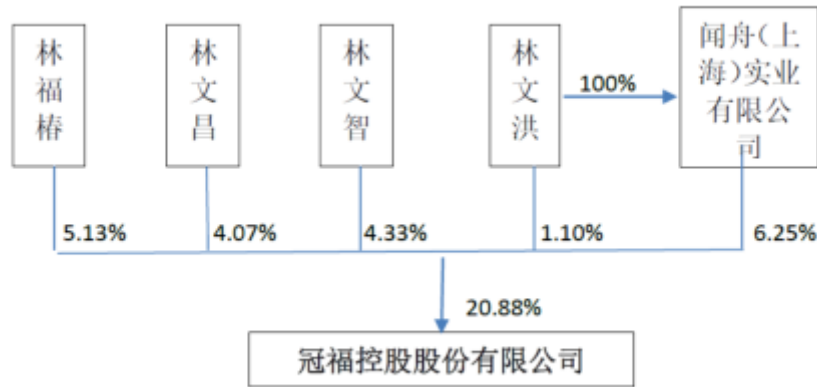 林福椿
林文昌
林文智
林文洪
100%
闻舟(上
海)实业
有限公
司
5.13%
4.07%
4.33%
1.10%
6.25%
20.88%
冠福控股股份有限公司